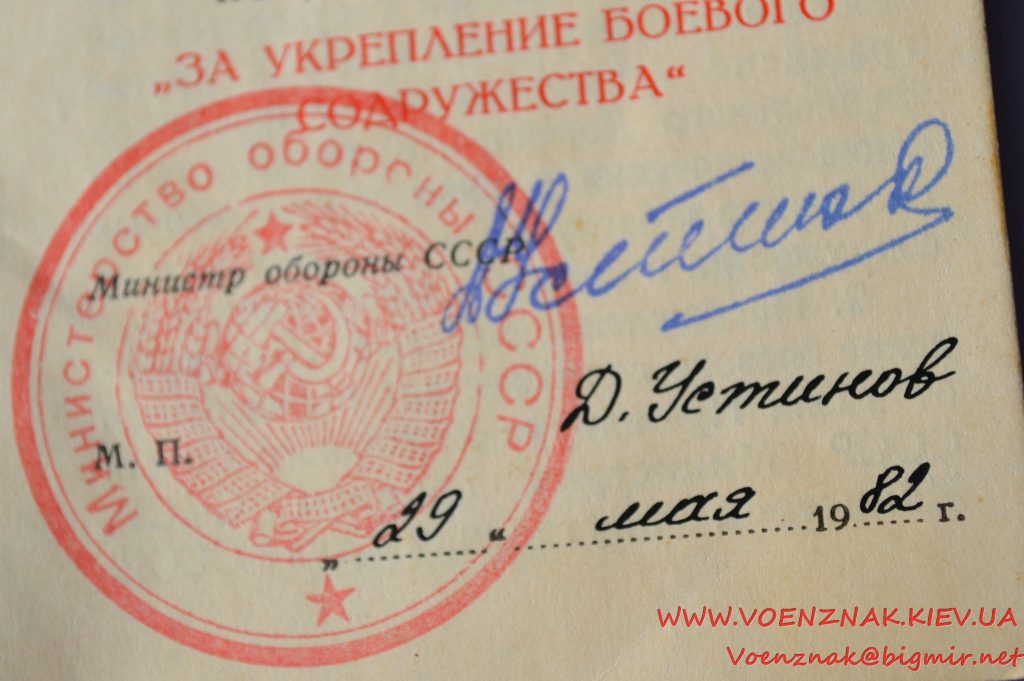 „ЗА УКРЕПЛЕНИЕ БОЕВОГО
СОДРУЖЕСТВА“
Министерство обороны СССР
Министр обороны СССР
Д. Устинов
М. П.
„ 29 “ мая 1982 г.
WWW.VOENZNAK.KIEV.UA
Voenznak@bigmir.net